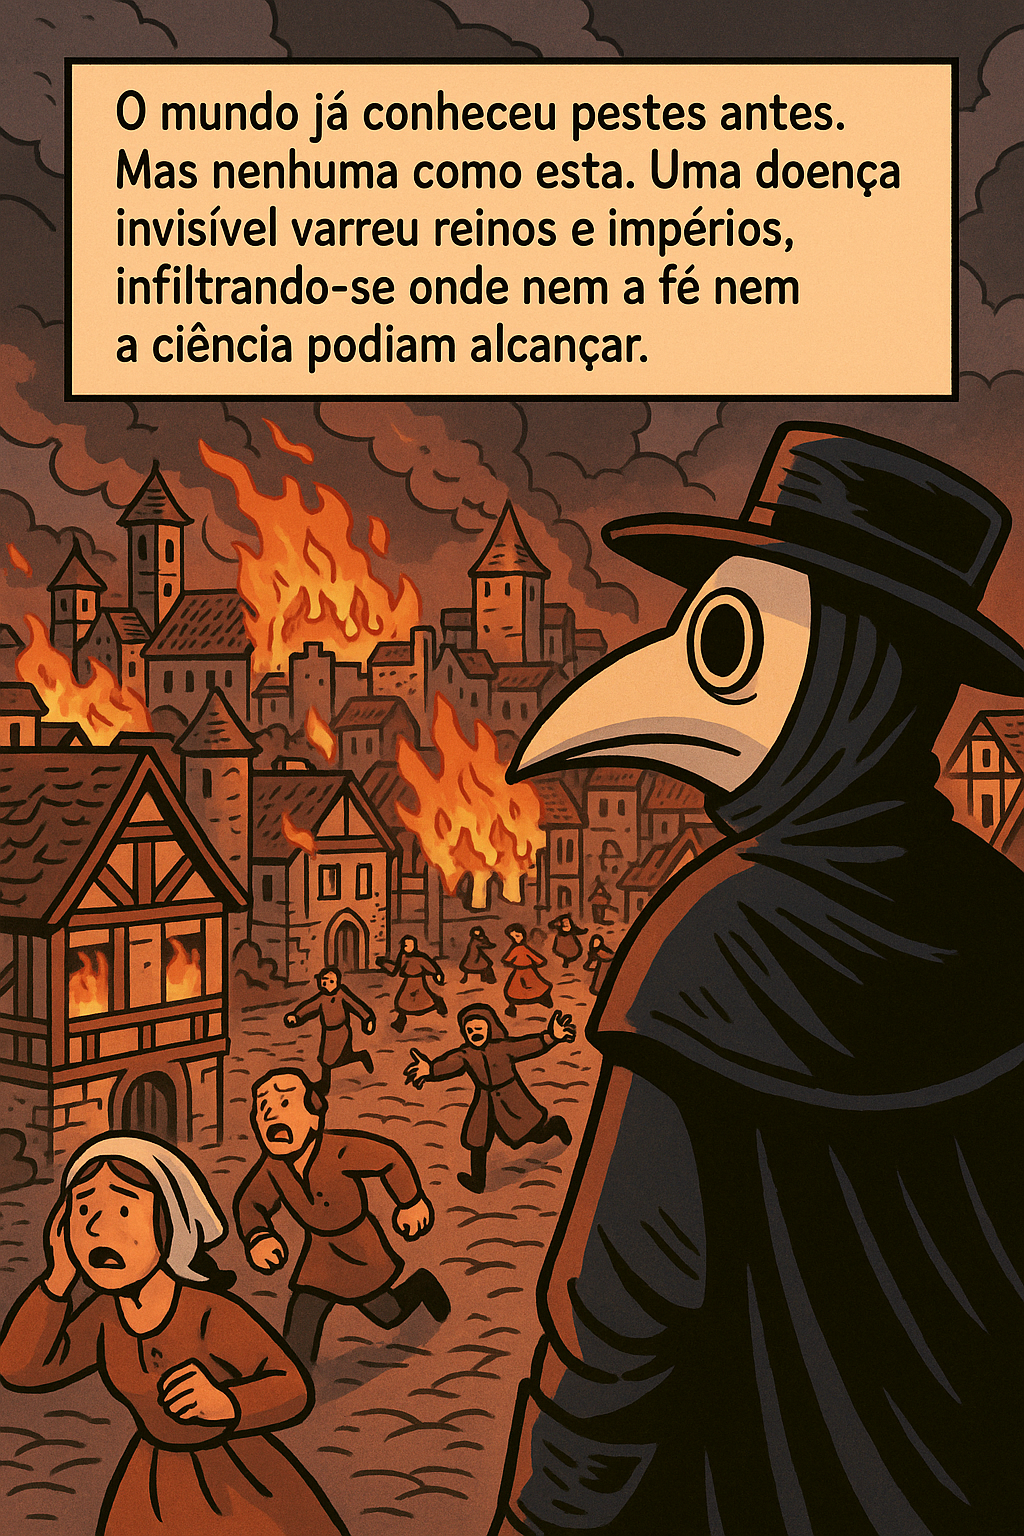 O mundo já conheceu pestes antes.
Mas nenhuma como esta. Uma doença
invisível varreu reinos e impérios,
infiltrando-se onde nem a fé nem
a ciência podiam alcançar.